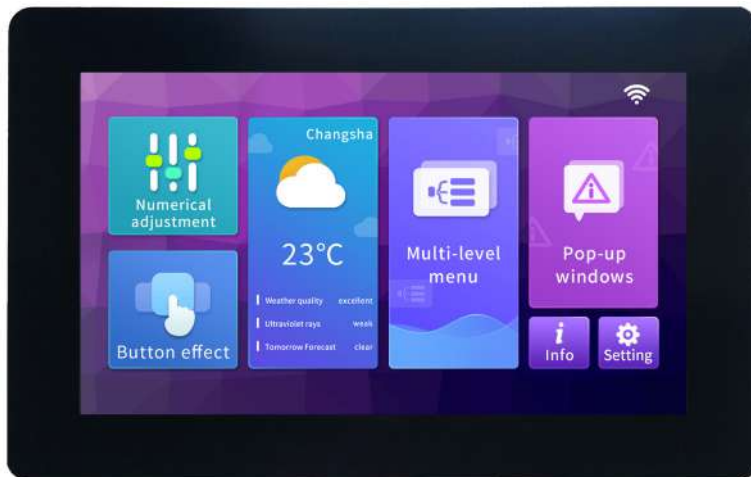 Changsha
Numerical
adjustment
23°C
Weather quality excellent
Ultraviolet rays weak
Tomorrow Forecast clear
Button effect
Multi-level
menu
Pop-up
windows
i
Info
Setting